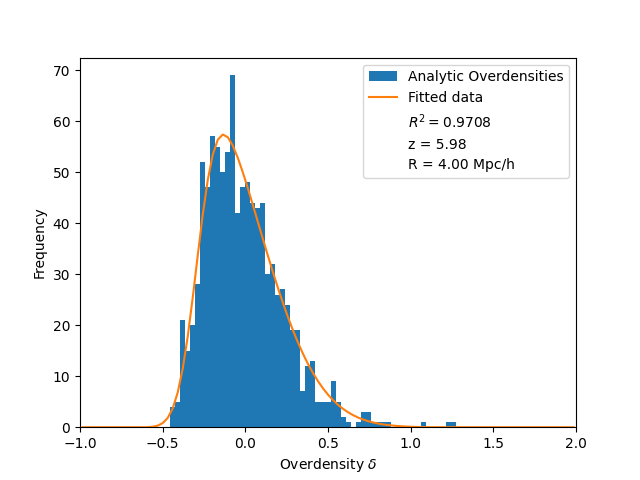 70
60
50
40
30
20
10
0
Frequency
Analytic Overdensities
Fitted data
R² = 0.9708
z = 5.98
R = 4.00 Mpc/h
−1.0 −0.5 0.0 0.5 1.0 1.5 2.0
Overdensity δ